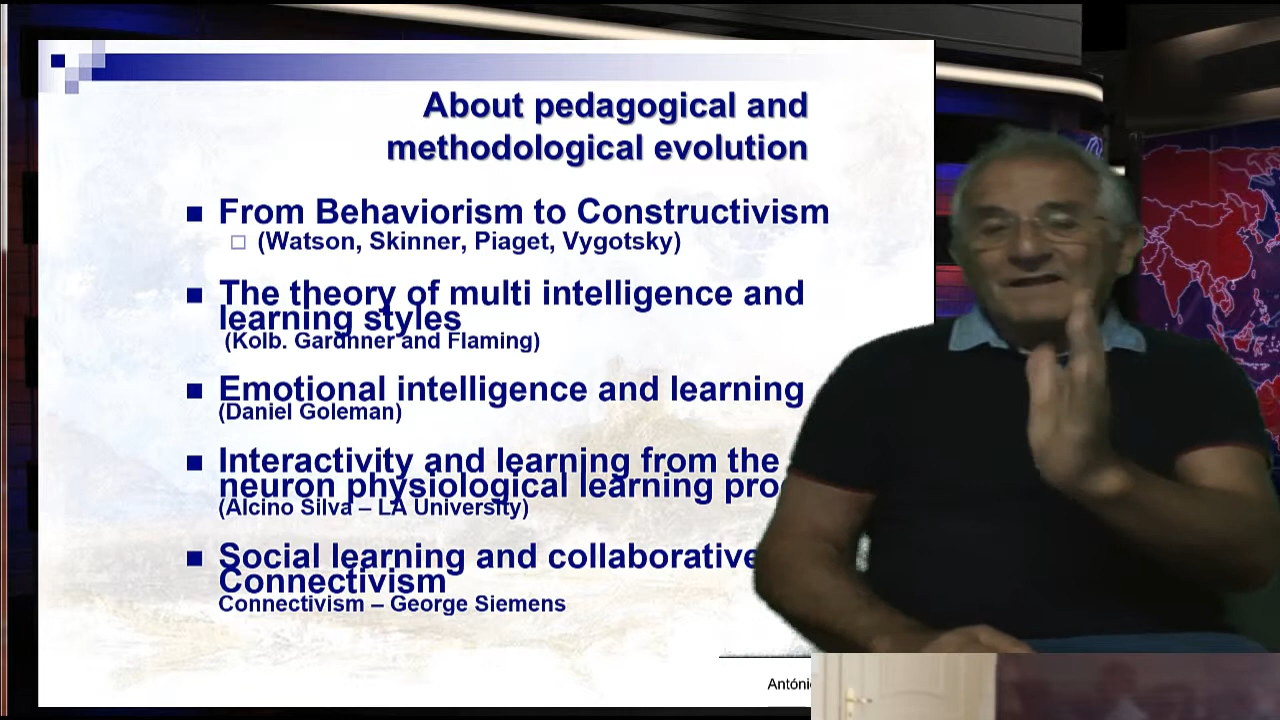 About pedagogical and
methodological evolution
From Behaviorism to Constructivism
(Watson, Skinner, Piaget, Vygotsky)
The theory of multi intelligence and
learning styles
(Kolb. Gardnner and Flaming)
Emotional intelligence and learning
(Daniel Goleman)
Interactivity and learning from the
neuron physiological learning
(Alcino Silva – LA University)
Social learning and collaborative
Connectivism
Connectivism – George Siemens